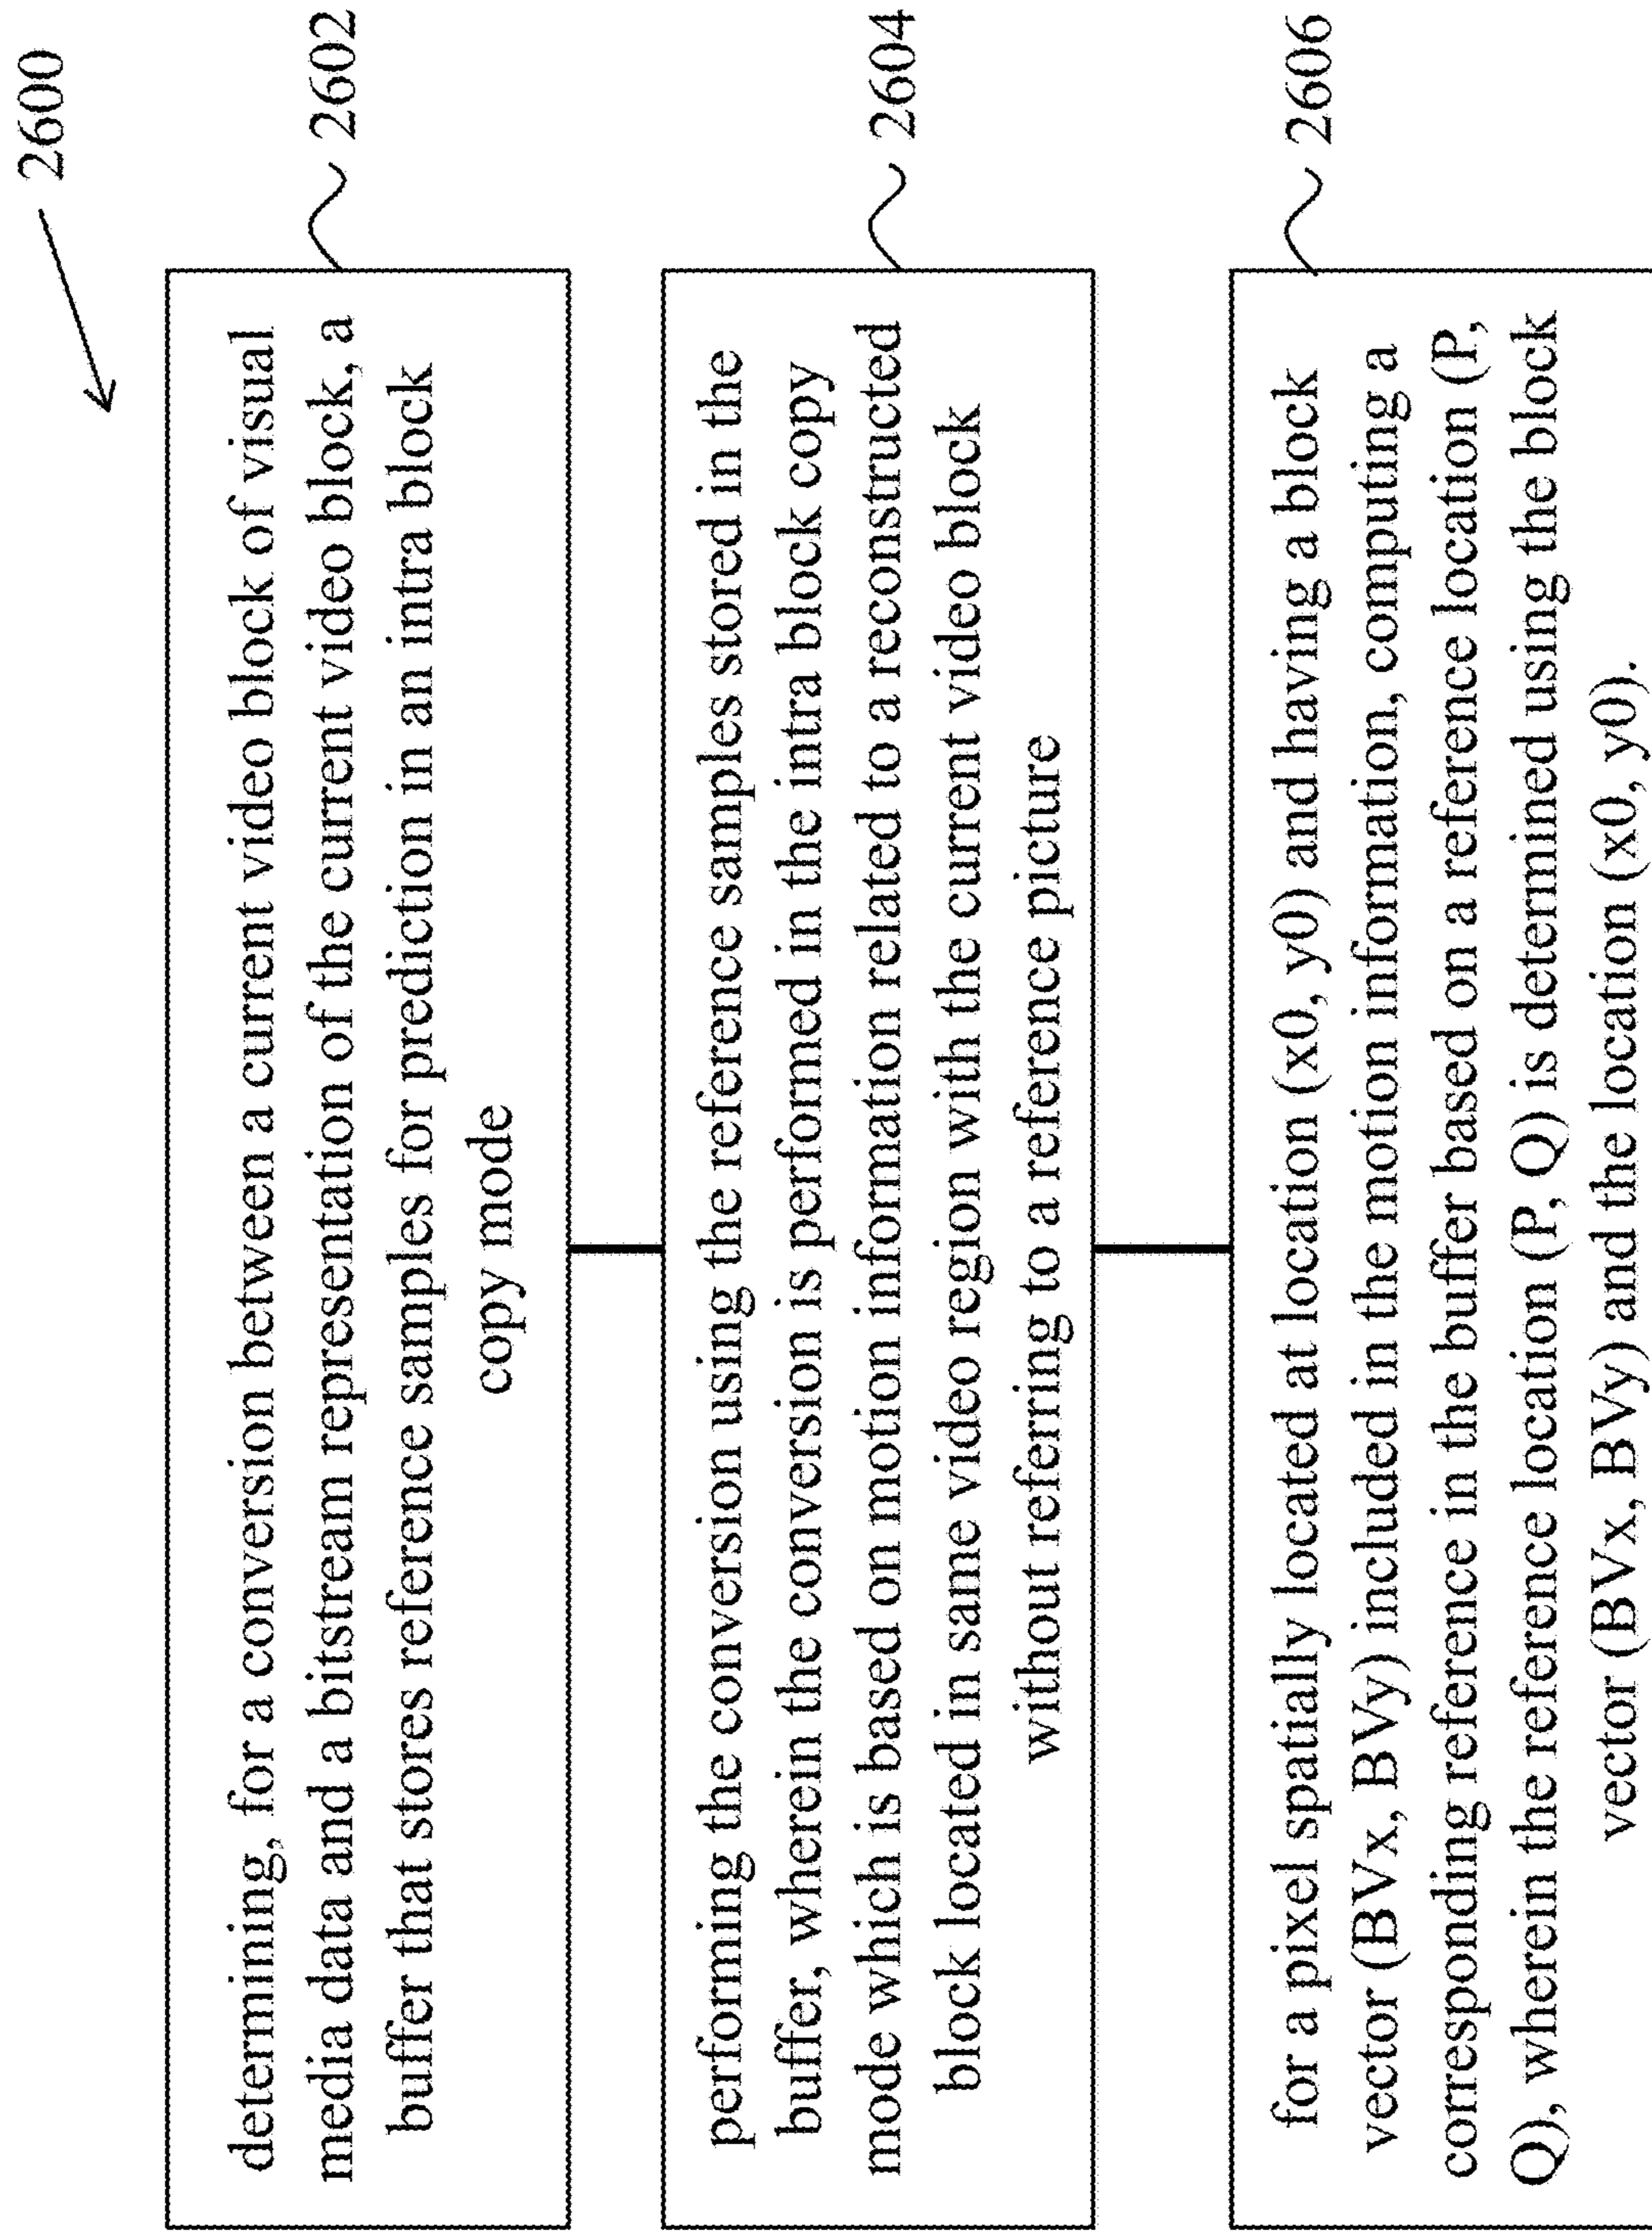 2600
determining, for a conversion between a current video block of visual
media data and a bitstream representation of the current video block, a
buffer that stores reference samples for prediction in an intra block
copy mode
2602
performing the conversion using the reference samples stored in the
buffer, wherein the conversion is performed in the intra block copy
mode which is based on motion information related to a reconstructed
block located in same video region with the current video block
without referring to a reference picture
2604
for a pixel spatially located at location (x0, y0) and having a block
vector (BVx, BVy) included in the motion information, computing a
corresponding reference in the buffer based on a reference location (P,
Q), wherein the reference location (P, Q) is determined using the block
vector (BVx, BVy) and the location (x0, y0).
2606